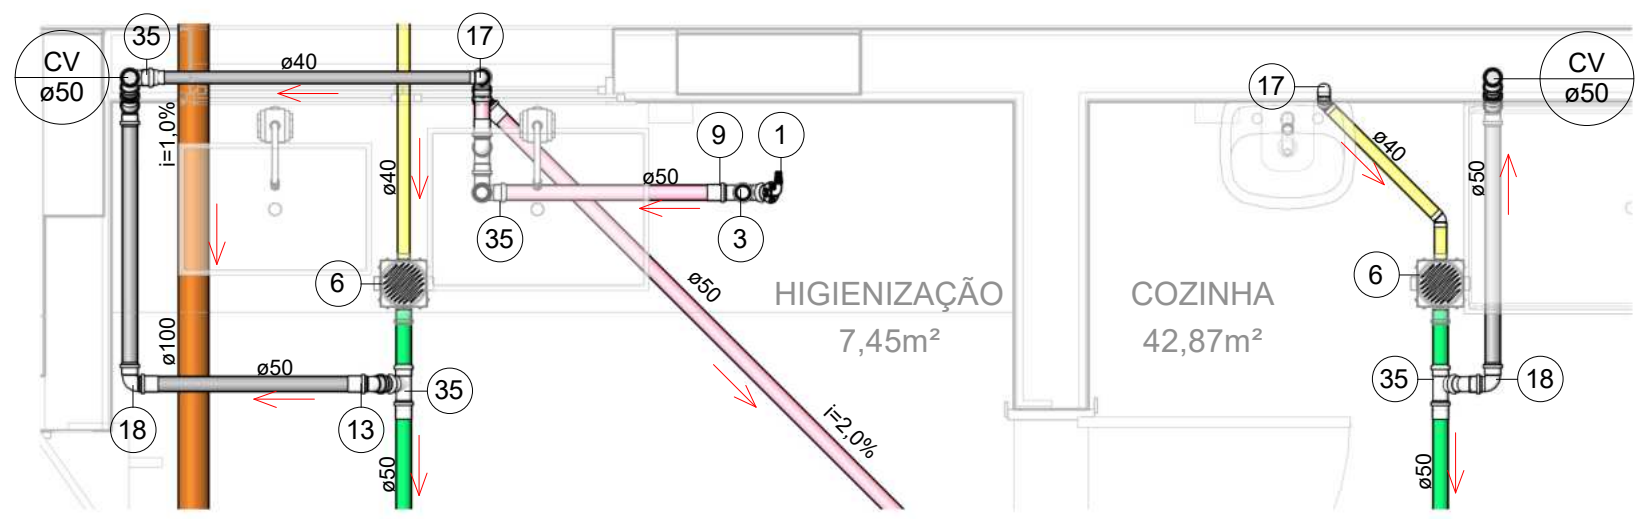 CV
ø50
35
ø40
17
i=1,0%
ø40
ø50
9
1
35
3
6
ø50
HIGIENIZAÇÃO
7,45m²
ø100
ø50
18
13
35
ø50
i=2,0%
17
ø40
CV
ø50
ø50
6
COZINHA
42,87m²
35
18
ø50